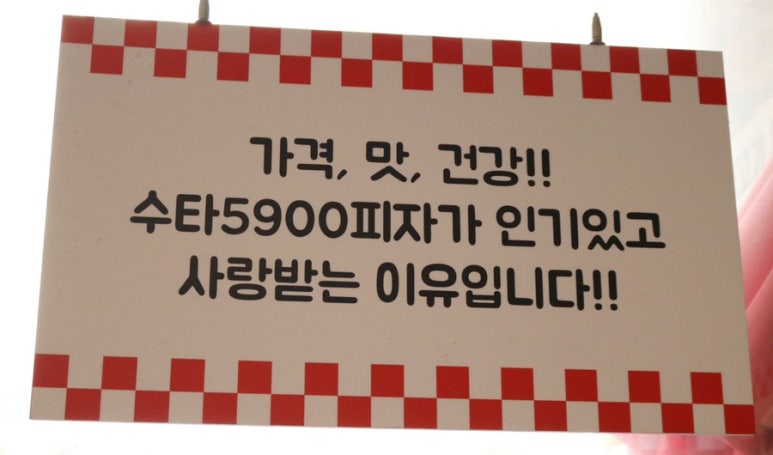 가격, 맛, 건강!!
수타5900피자가 인기있고
사랑받는 이유입니다!!